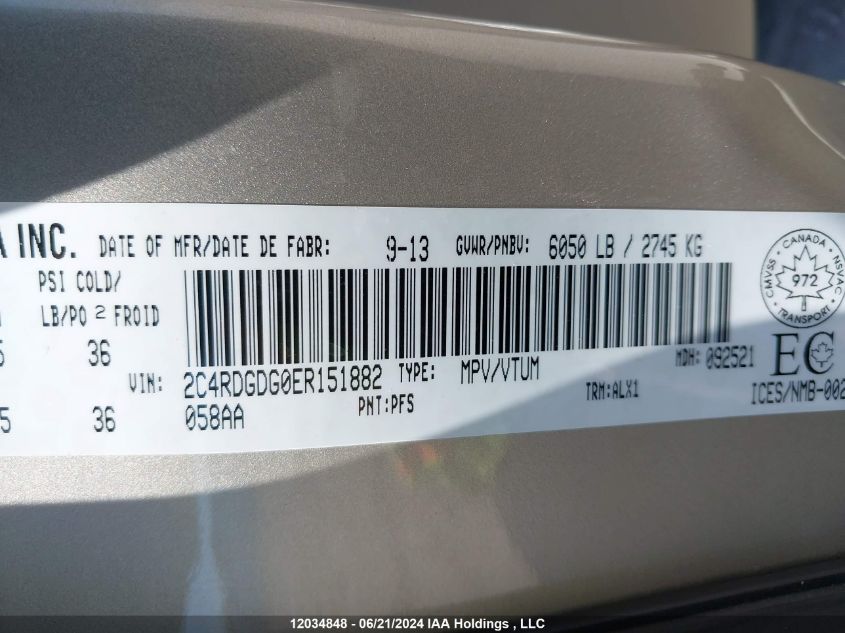 A INC. DATE OF MFR/DATE DE FABR: 9-13 GVWR/PNBV: 6050 LB / 2745 KG
PSI COLD/
LB/PO 2 FROID
5 36
VIN: 2C4RDGDG0ER151882 TYPE: MPV/VTUM MDH: 092521
5 36 058AA PNT:PFS TRM:ALX1
CANADA
CMVSS 972 NSVAC
TRANSPORT
EC
ICES/NMB-002
12034848 - 06/21/2024 IAA Holdings , LLC